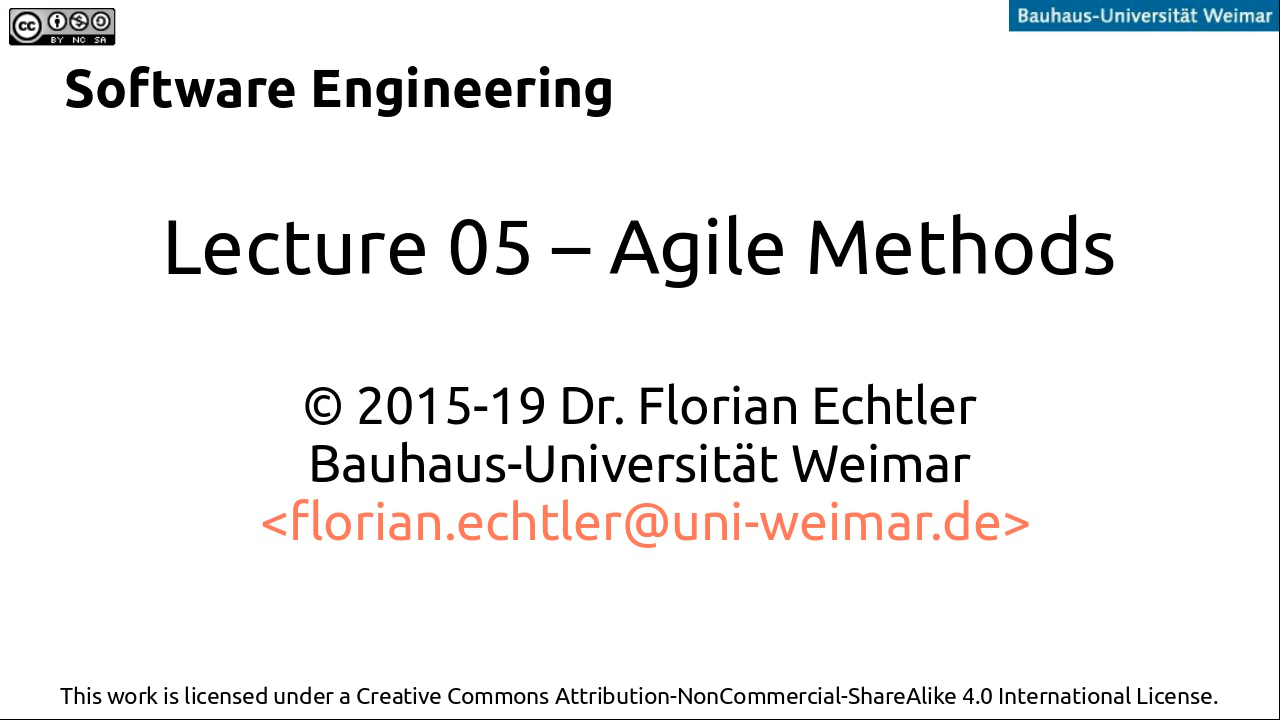 cc BY NC SA
Bauhaus-Universität Weimar
Software Engineering
Lecture 05 – Agile Methods
© 2015-19 Dr. Florian Echtler
Bauhaus-Universität Weimar
<florian.echtler@uni-weimar.de>
This work is licensed under a Creative Commons Attribution-NonCommercial-ShareAlike 4.0 International License.